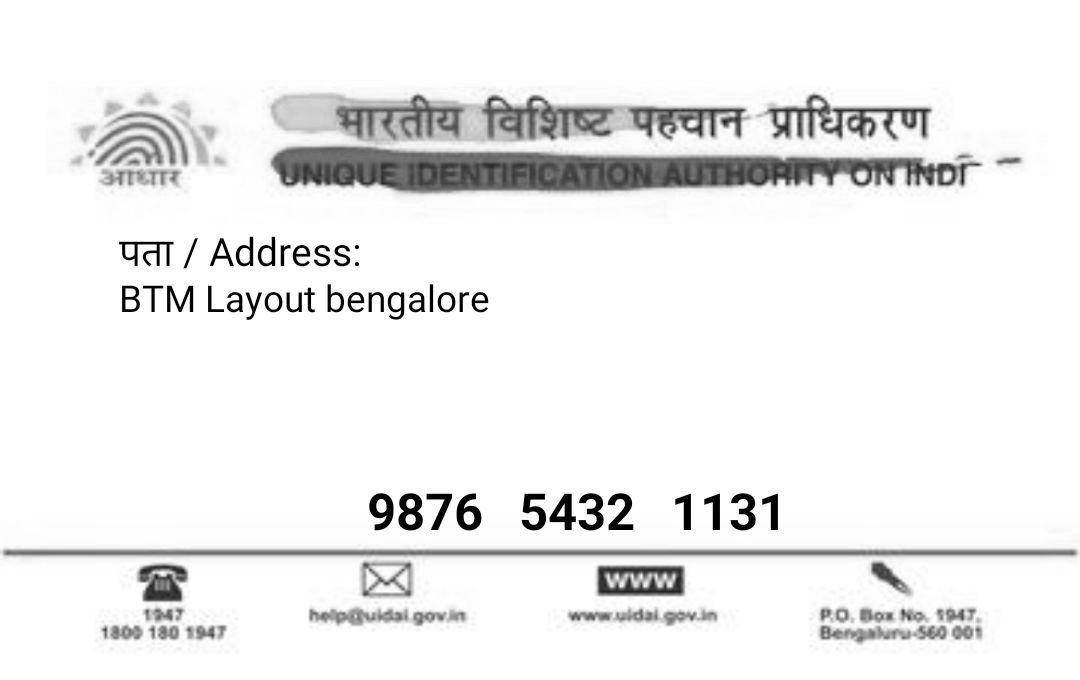 आधार
भारतीय विशिष्ट पहचान प्राधिकरण
UNIQUE IDENTIFICATION AUTHORITY ON INDI
पता / Address:
BTM Layout bengalore
9876 5432 1131
1947
1800 180 1947
help@uidai.gov.in
www
www.uidai.gov.in
P.O. Box No. 1947,
Bengaluru-560 001